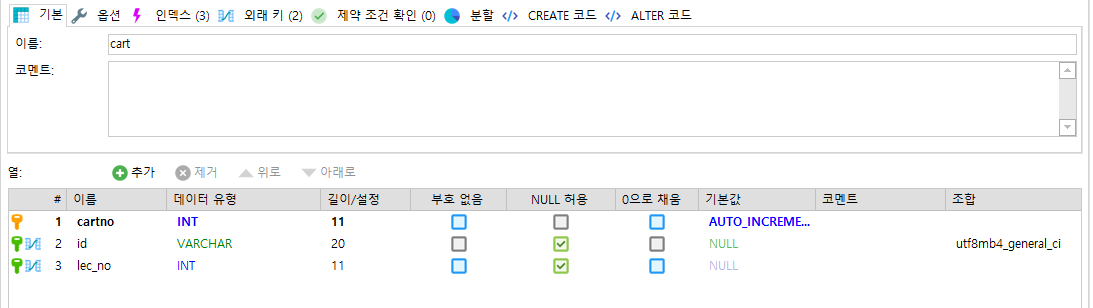 기본 옵션 인덱스 (3) 외래 키 (2) 제약 조건 확인 (0) 분할 CREATE 코드 ALTER 코드
이름: cart
코멘트:
열: 추가 제거 위로 아래로
# 이름 데이터 유형 길이/설정 부호 없음 NULL 허용 0으로 채움 기본값 코멘트 조합
1 cartno INT 11 AUTO_INCREME...
2 id VARCHAR 20 NULL utf8mb4_general_ci
3 lec_no INT 11 NULL